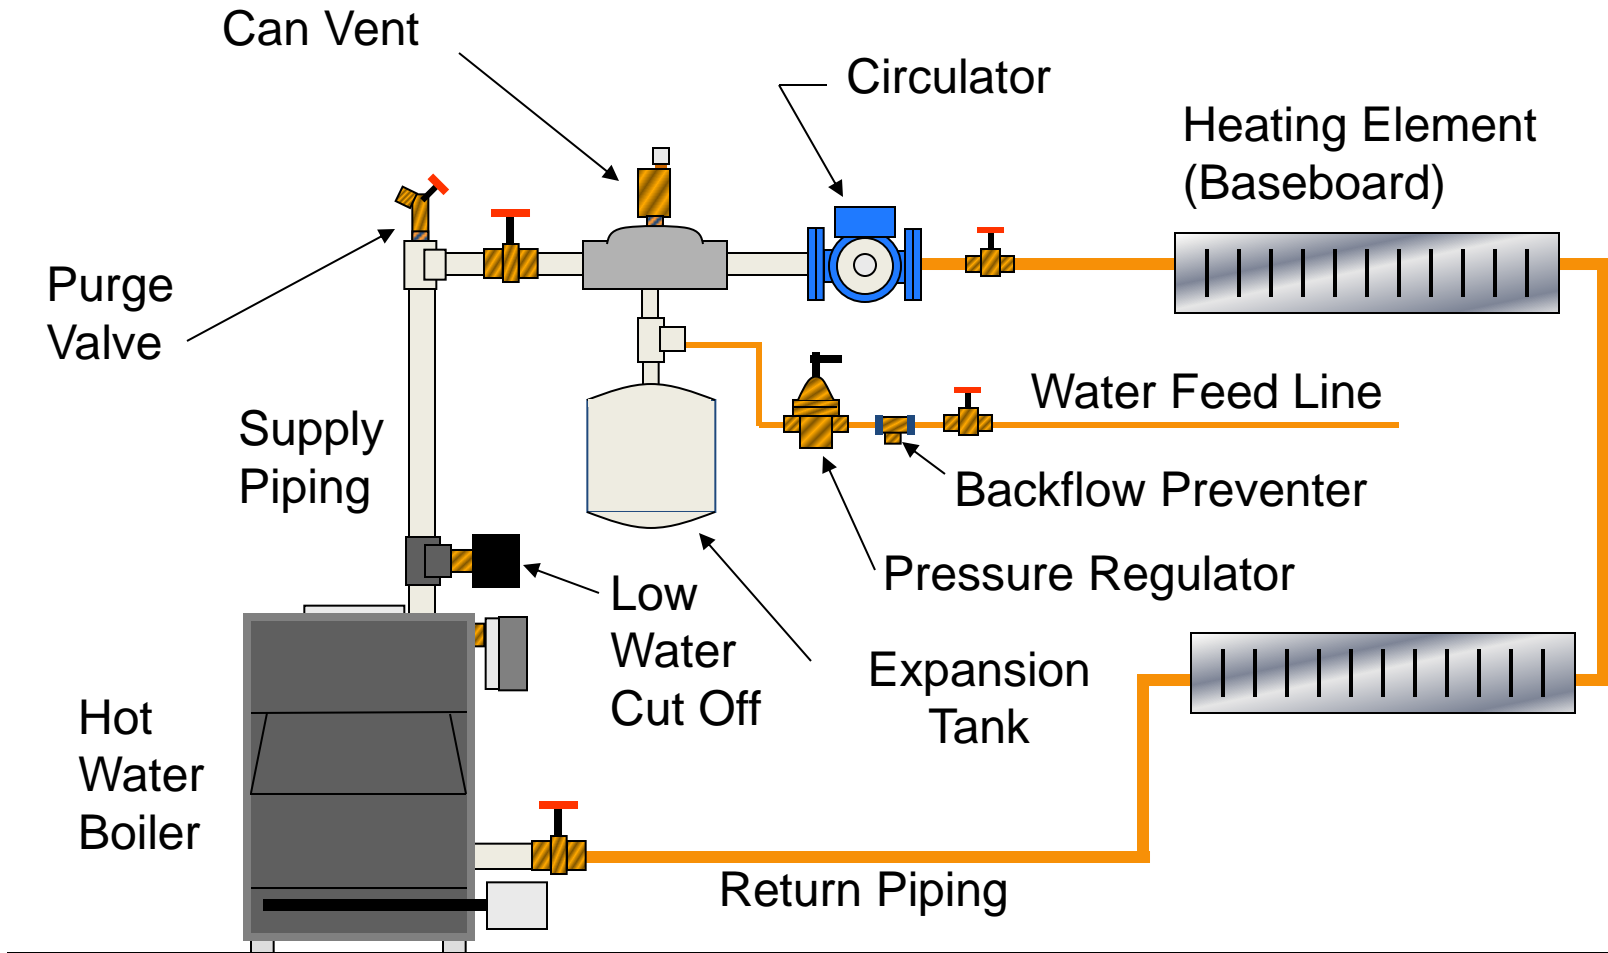 Can Vent
Circulator
Heating Element
(Baseboard)
Purge
Valve
Water Feed Line
Supply
Piping
Backflow Preventer
Pressure Regulator
Low
Water
Cut Off
Expansion
Tank
Hot
Water
Boiler
Return Piping